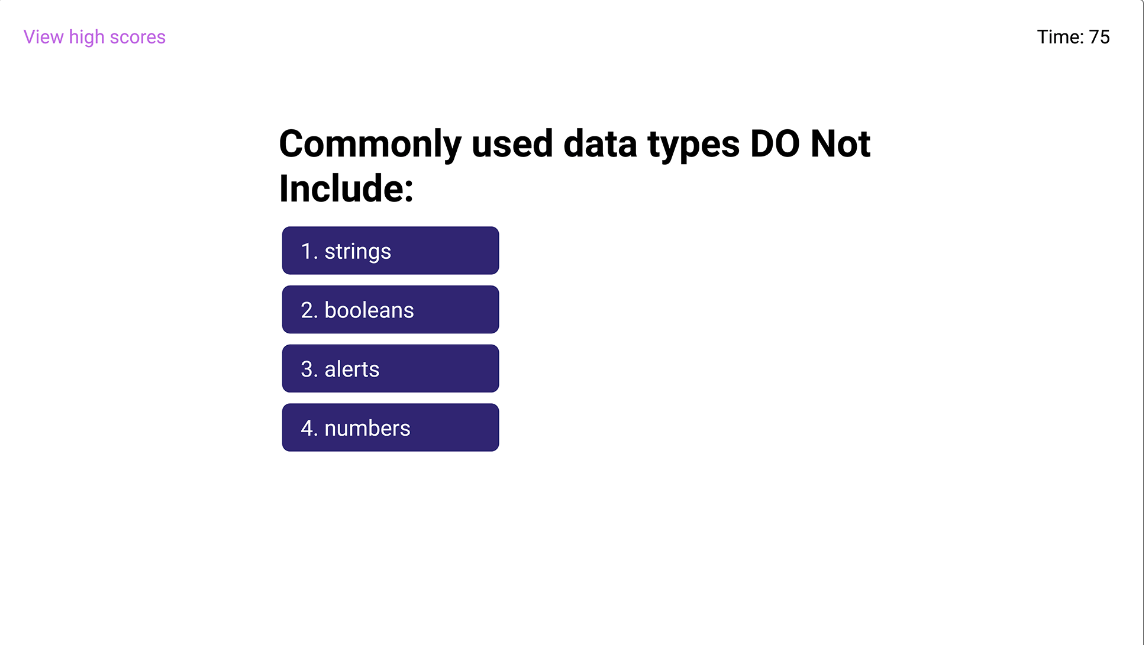 View high scores
Time: 75
Commonly used data types DO Not
Include:
1. strings
2. booleans
3. alerts
4. numbers